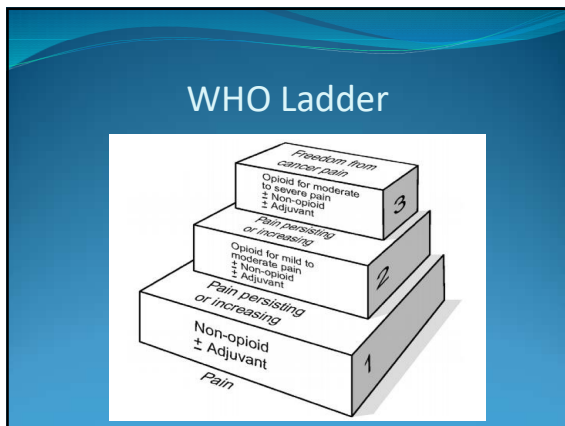 WHO Ladder
Freedom from
cancer pain
Opioid for moderate
to severe pain
± Non-opioid
± Adjuvant
3
Pain persisting
or increasing
Opioid for mild to
moderate pain
± Non-opioid
± Adjuvant
2
Pain persisting
or increasing
Non-opioid
± Adjuvant
1
Pain